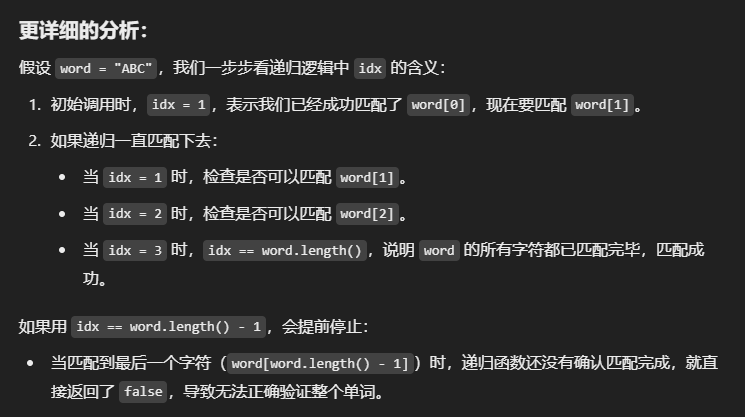 更详细的分析：
假设 word = "ABC"，我们一步步看递归逻辑中 idx 的含义：
1. 初始调用时，idx = 1，表示我们已经成功匹配了 word[0]，现在要匹配 word[1]。
2. 如果递归一直匹配下去：
• 当 idx = 1 时，检查是否可以匹配 word[1]。
• 当 idx = 2 时，检查是否可以匹配 word[2]。
• 当 idx = 3 时，idx == word.length()，说明 word 的所有字符都已匹配完毕，匹配成
功。
如果用 idx == word.length() - 1，会提前停止：
• 当匹配到最后一个字符（word[word.length() - 1]）时，递归函数还没有确认匹配完成，就直
接返回了 false，导致无法正确验证整个单词。